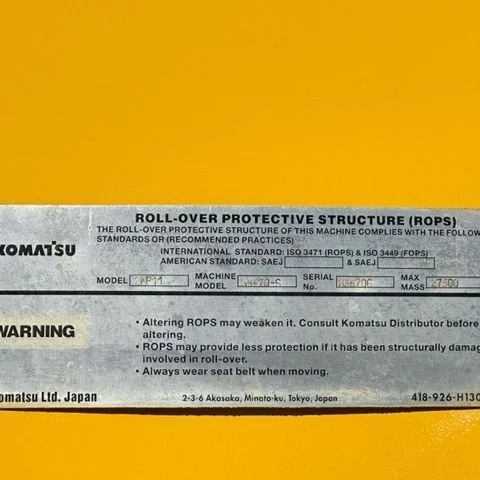 ROLL-OVER PROTECTIVE STRUCTURE (ROPS)
THE ROLL-OVER PROTECTIVE STRUCTURE OF THIS MACHINE COMPLIES WITH THE FOLLOW
STANDARDS OR (RECOMMENDED PRACTICES)
KOMATSU
INTERNATIONAL STANDARD: ISO 3471 (ROPS) & ISO 3449 (FOPS)
AMERICAN STANDARD: SAEJ & SAEJ
MODEL MACHINE MODEL SERIAL No. MAX MASS
WARNING
• Altering ROPS may weaken it. Consult Komatsu Distributor before
altering.
• ROPS may provide less protection if it has been structurally damag
involved in roll-over.
• Always wear seat belt when moving.
omatsu Ltd. Japan 2-3-6 Akasaka, Minato-ku, Tokyo, Japan 418-926-H130